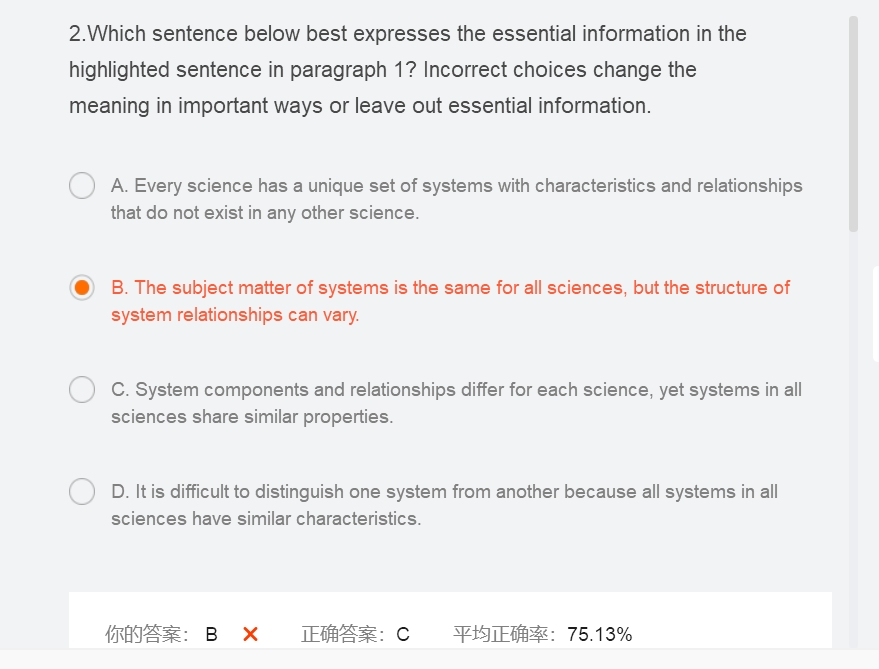 2.Which sentence below best expresses the essential information in the
highlighted sentence in paragraph 1? Incorrect choices change the
meaning in important ways or leave out essential information.
A. Every science has a unique set of systems with characteristics and relationships
that do not exist in any other science.
B. The subject matter of systems is the same for all sciences, but the structure of
system relationships can vary.
C. System components and relationships differ for each science, yet systems in all
sciences share similar properties.
D. It is difficult to distinguish one system from another because all systems in all
sciences have similar characteristics.
你的答案： B 正确答案：C 平均正确率：75.13%